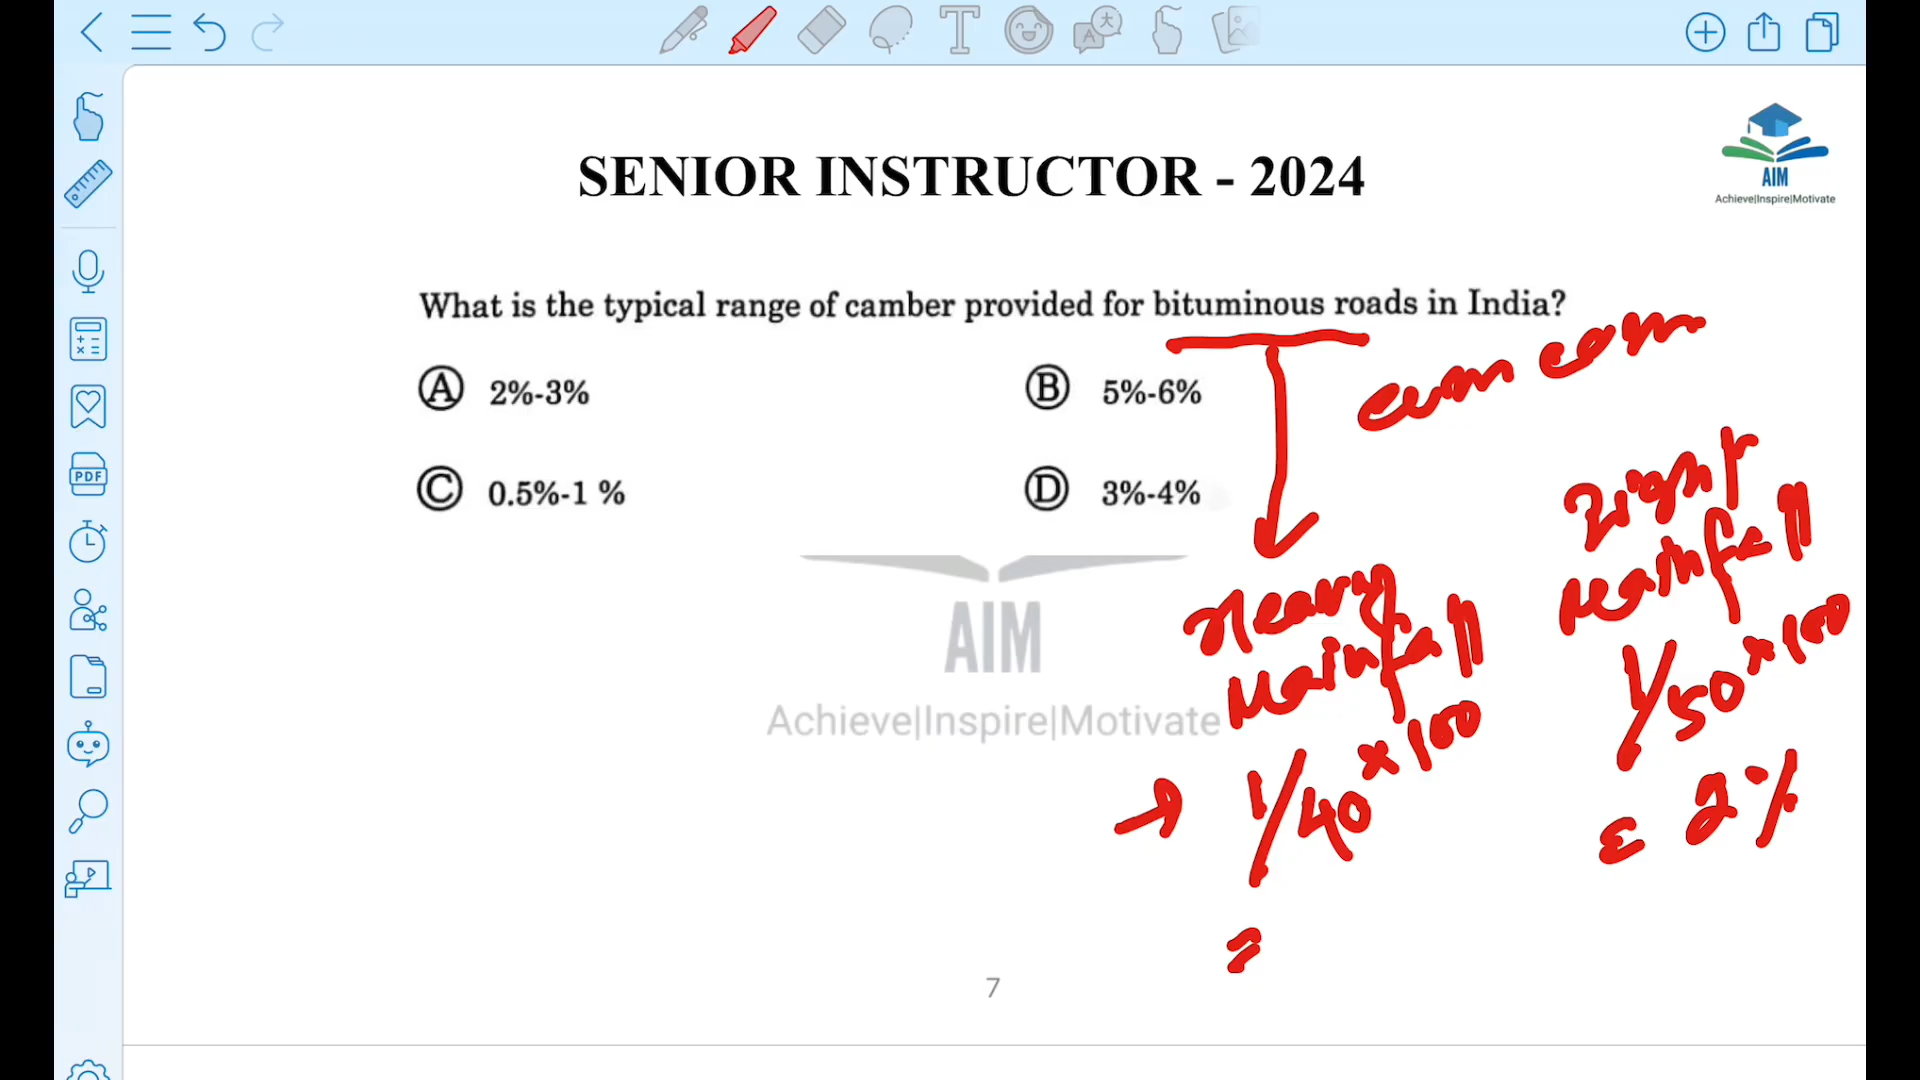 SENIOR INSTRUCTOR - 2024
AIM
Achieve|Inspire|Motivate
What is the typical range of camber provided for bituminous roads in India?
A 2%-3%
B 5%-6%
C 0.5%-1 %
D 3%-4%
Heavy
Rainfall
1/40 × 100
=
Light
Rainfall
1/50 × 100
= 2%
AIM
Achieve|Inspire|Motivate
7
PDF